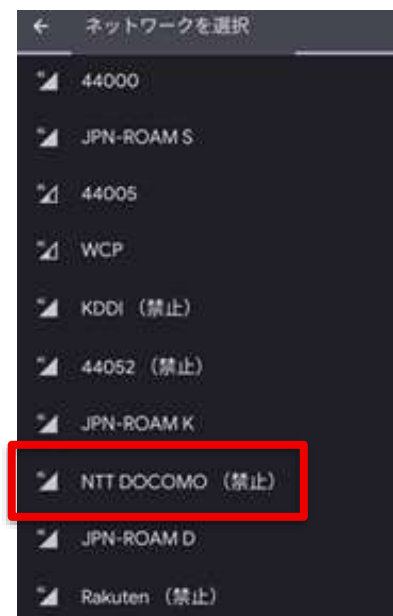 ネットワークを選択
44000
JPN-ROAM S
44005
WCP
KDDI （禁止）
44052 （禁止）
JPN-ROAM K
NTT DOCOMO （禁止）
JPN-ROAM D
Rakuten （禁止）